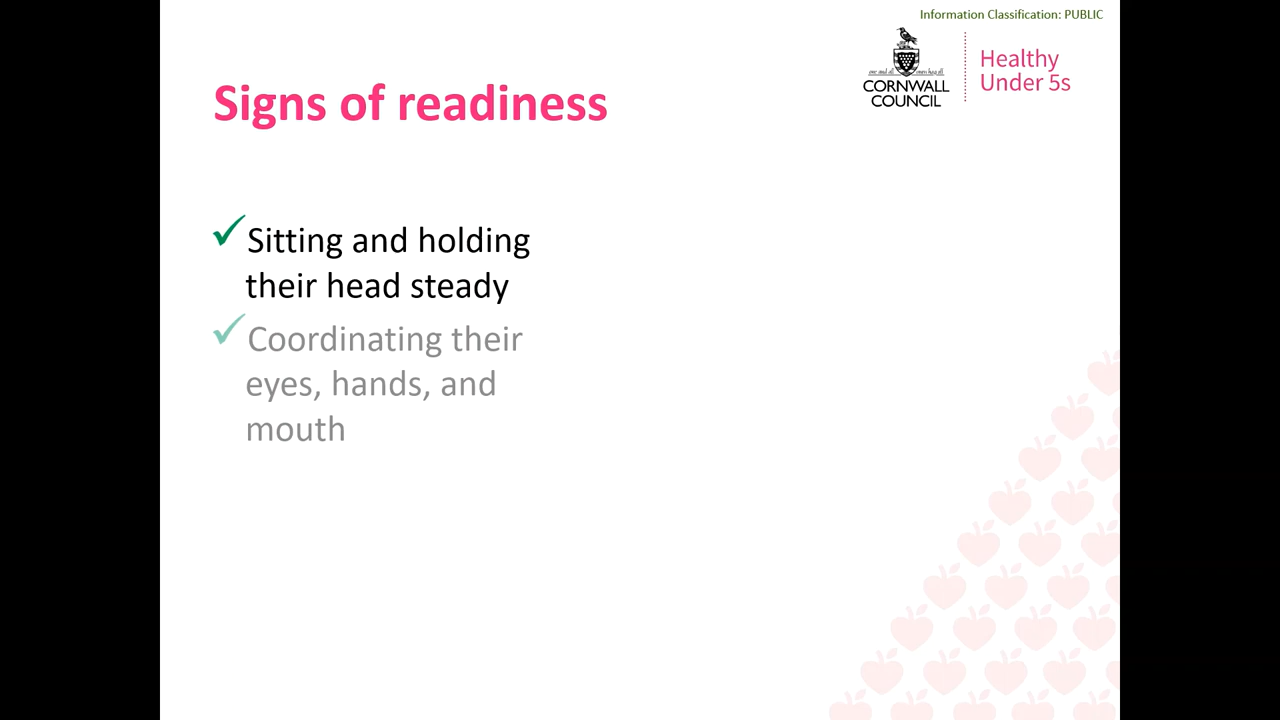 Information Classification: PUBLIC
CORNWALL
COUNCIL
Healthy
Under 5s
Signs of readiness
Sitting and holding
their head steady
Coordinating their
eyes, hands, and
mouth